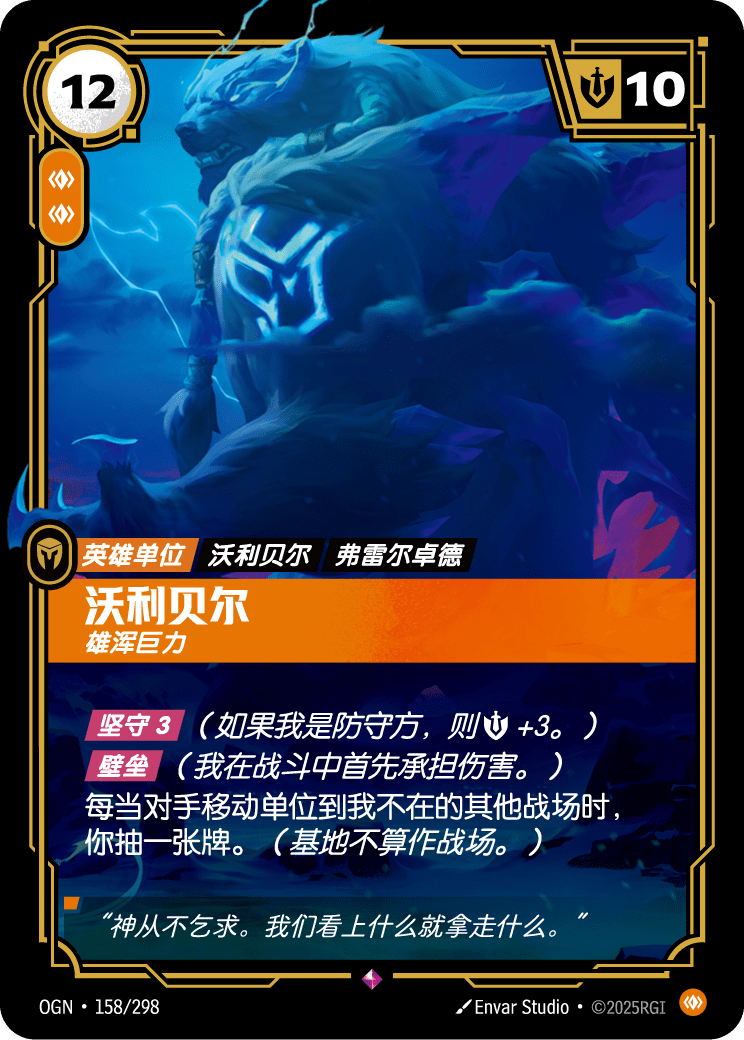 12
10
英雄单位 沃利贝尔 弗雷尔卓德
沃利贝尔
雄浑巨力
坚守 3（如果我是防守方，则 +3。）
壁垒（我在战斗中首先承担伤害。）
每当对手移动单位到我不在的其他战场时，
你抽一张牌。（基地不算作战场。）
“神从不乞求。我们看上什么就拿走什么。”
OGN • 158/298 Envar Studio • ©2025RGI